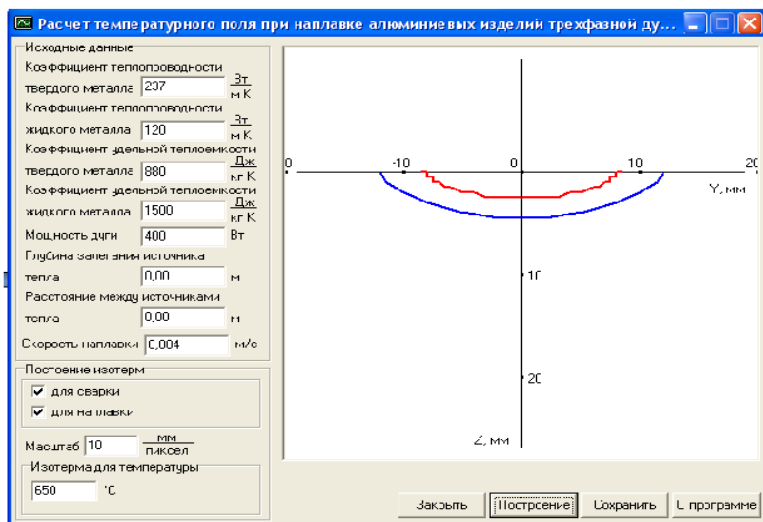 Расчет температурного поля при наплавке алюминиевых изделий трехфазной ду...
Исходные данные
Коэффициент теплопроводности
твердого металла 237 Вт
м К
Коэффициент теплопроводности
жидкого металла 120 Вт
м К
Коэффициент удельной теплоемкости
твердого металла 880 Дж
кг К
Коэффициент удельной теплоемкости
жидкого металла 1500 Дж
кг К
Мощность дуги 400 Вт
Глубина залегания источника
тепла 0,00 м
Расстояние между источниками
тепла 0,00 м
Скорость наплавки 0,004 м/с
Постоение изотерм
для сварки
для наплавки
Масштаб 10 мм
пиксел
Изотерма для температуры
650 °С
-10 0 10 20
Y, мм
10
20
Z, мм
Закрыть Построение Сохранить О программе